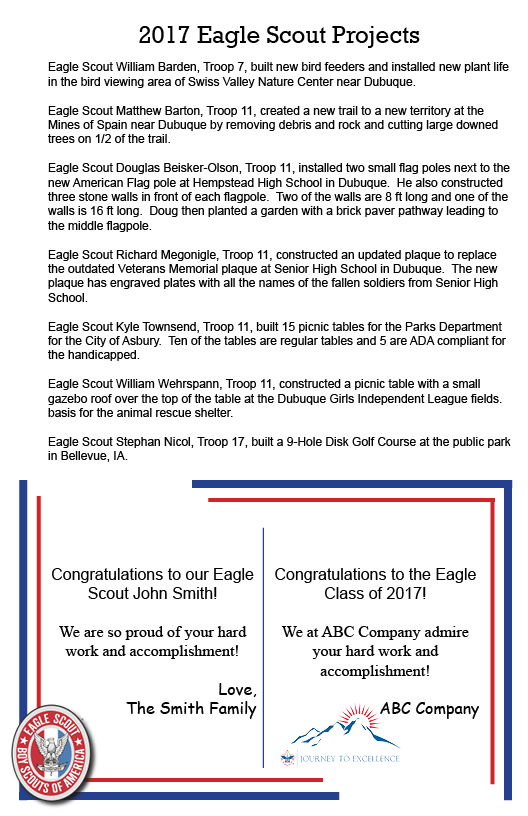 2017 Eagle Scout Projects
Eagle Scout William Barden, Troop 7, built new bird feeders and installed new plant life
in the bird viewing area of Swiss Valley Nature Center near Dubuque.
Eagle Scout Matthew Barton, Troop 11, created a new trail to a new territory at the
Mines of Spain near Dubuque by removing debris and rock and cutting large downed
trees on 1/2 of the trail.
Eagle Scout Douglas Beisker-Olson, Troop 11, installed two small flag poles next to the
new American Flag pole at Hempstead High School in Dubuque.  He also constructed
three stone walls in front of each flagpole.  Two of the walls are 8 ft long and one of the
walls is 16 ft long.  Doug then planted a garden with a brick paver pathway leading to
the middle flagpole.
Eagle Scout Richard Megonigle, Troop 11, constructed an updated plaque to replace
the outdated Veterans Memorial plaque at Senior High School in Dubuque.  The new
plaque has engraved plates with all the names of the fallen soldiers from Senior High
School.
Eagle Scout Kyle Townsend, Troop 11, built 15 picnic tables for the Parks Department
for the City of Asbury.  Ten of the tables are regular tables and 5 are ADA compliant for
the handicapped.
Eagle Scout William Wehrspann, Troop 11, constructed a picnic table with a small
gazebo roof over the top of the table at the Dubuque Girls Independent League fields.
basis for the animal rescue shelter.
Eagle Scout Stephan Nicol, Troop 17, built a 9-Hole Disk Golf Course at the public park
in Bellevue, IA.
Congratulations to our Eagle
Scout John Smith!
We are so proud of your hard
work and accomplishment!
Love,
The Smith Family
Congratulations to the Eagle
Class of 2017!
We at ABC Company admire
your hard work and
accomplishment!
ABC Company
JOURNEY TO EXCELLENCE
EAGLE SCOUT
BOY SCOUTS OF AMERICA